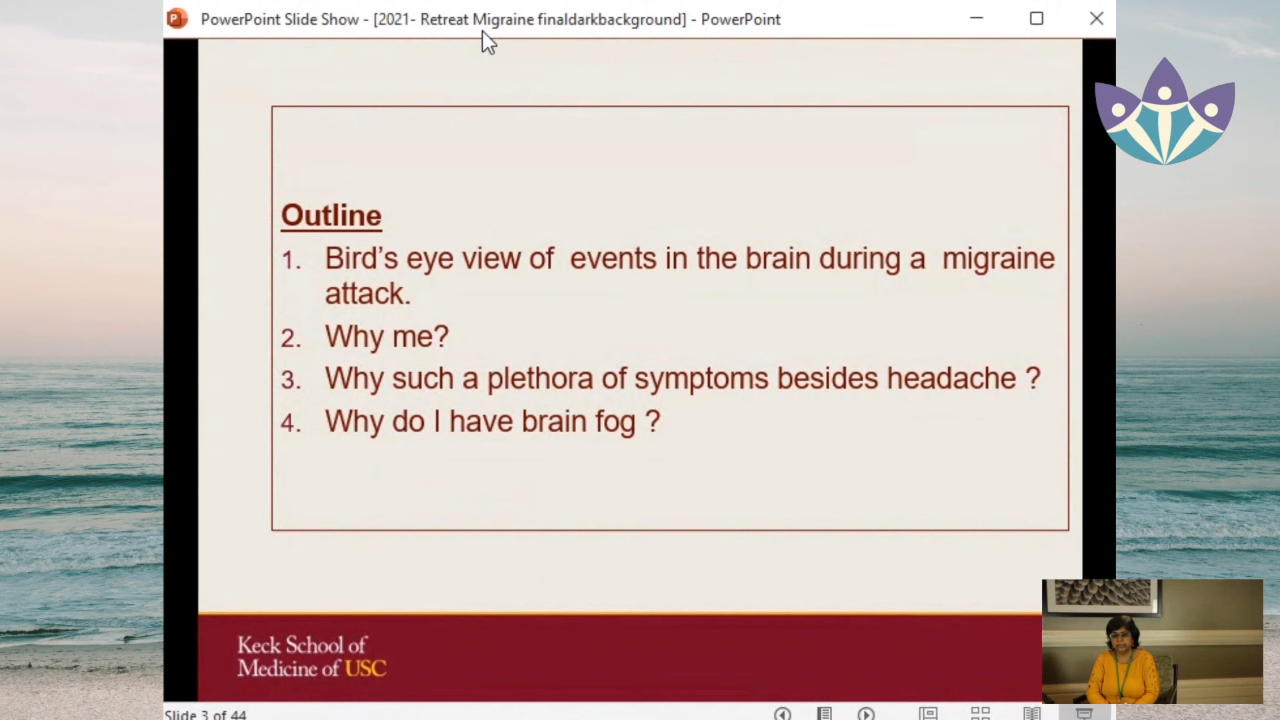 PowerPoint Slide Show - [2021- Retreat Migraine finaldarkbackground] - PowerPoint
Outline
1. Bird's eye view of events in the brain during a migraine
attack.
2. Why me?
3. Why such a plethora of symptoms besides headache ?
4. Why do I have brain fog ?
Keck School of
Medicine of USC
Slide 3 of 44